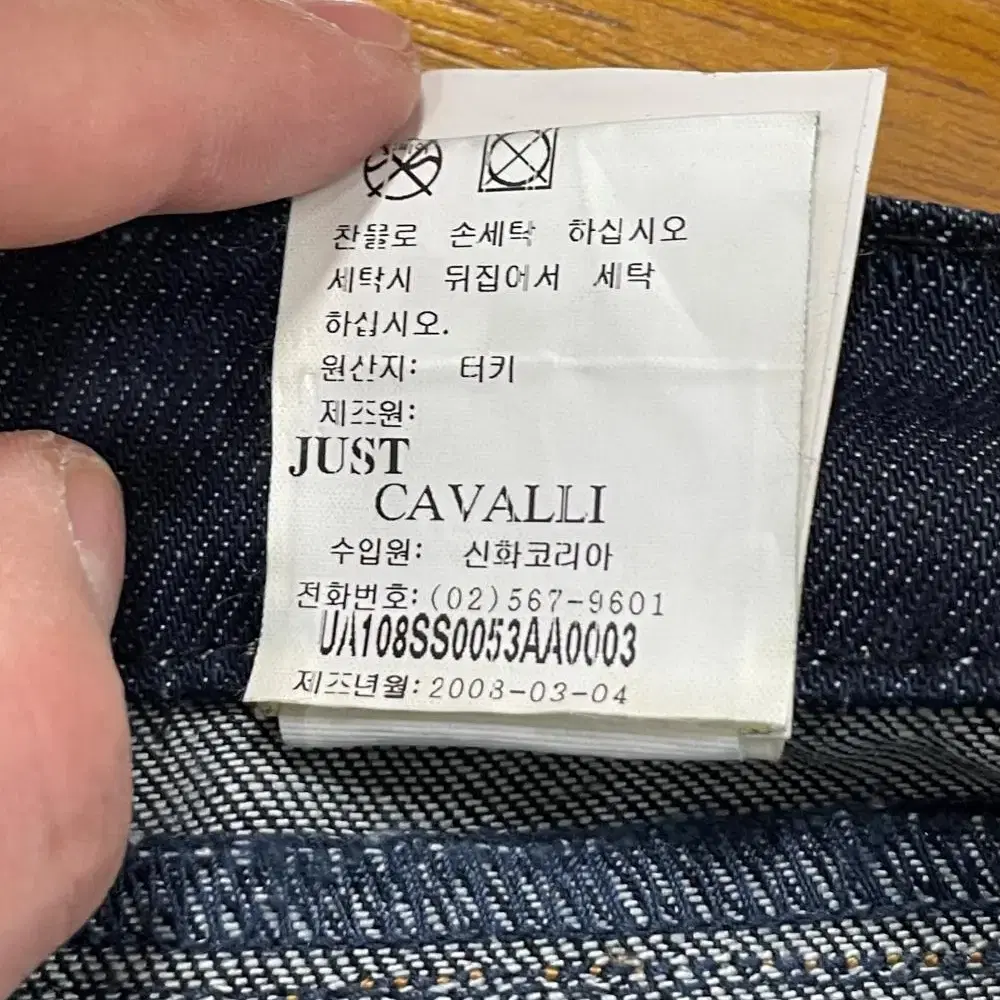 찬물로 손세탁 하십시오
세탁시 뒤집어서 세탁
하십시오.
원산지: 터키
제조원:
JUST
CAVALLI
수입원: 신화코리아
전화번호:(02)567-9601
UA108SS0053AA0003
제조년월:2008-03-04